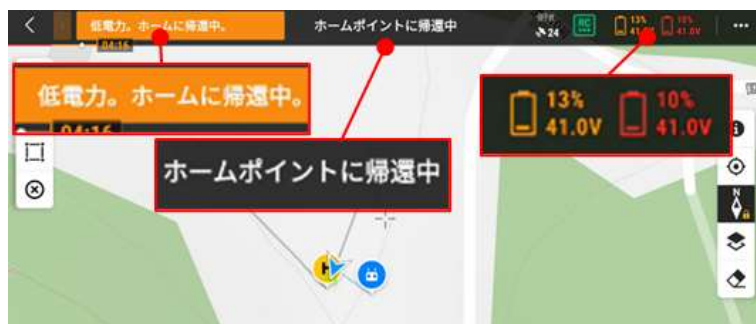 低電力。ホームに帰還中。
ホームポイントに帰還中
24
RC
13%
41.0V
10%
41.0V
04:16
低電力。ホームに帰還中。
04:16
13%
41.0V
10%
41.0V
ホームポイントに帰還中
N
H